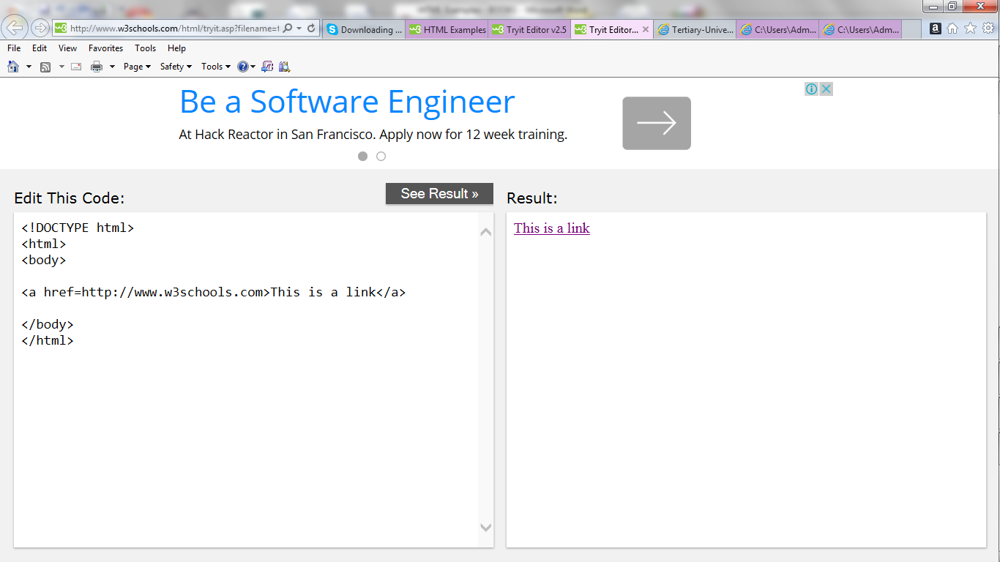 http://www.w3schools.com/html/tryit.asp?filename=t
Downloading ...
HTML Examples
Tryit Editor v2.5
Tryit Editor...
Tertiary-Unive...
C:\Users\Adm...
C:\Users\Adm...
File Edit View Favorites Tools Help
Page Safety Tools
Be a Software Engineer
At Hack Reactor in San Francisco. Apply now for 12 week training.
Edit This Code:
See Result »
Result:
<!DOCTYPE html>
<html>
<body>
<a href=http://www.w3schools.com>This is a link</a>
</body>
</html>
This is a link